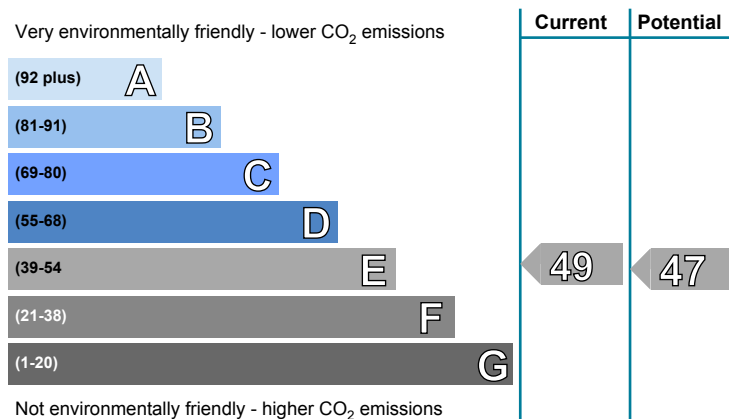 Current Potential
Very environmentally friendly - lower CO₂ emissions
(92 plus) A
(81-91) B
(69-80) C
(55-68) D
(39-54 E 49 47
(21-38) F
(1-20) G
Not environmentally friendly - higher CO₂ emissions